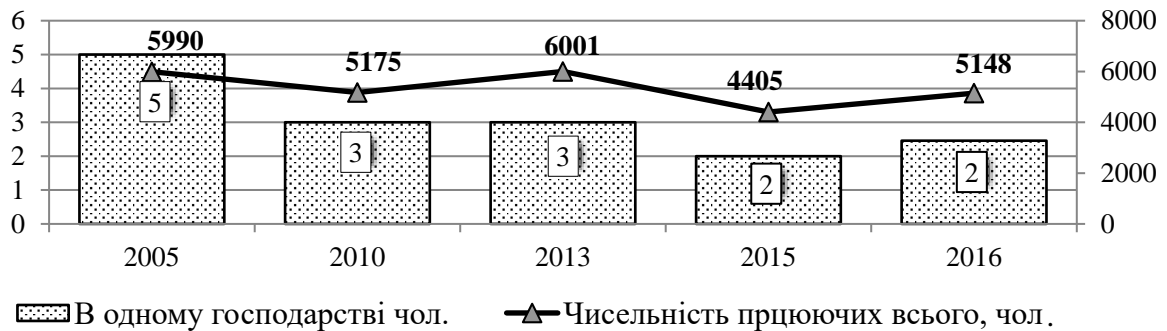 6 5990 5175 6001 4405 5148 8000
5
4 6000
3 5 3 3 2 2 4000
2
1 2000
0 0
2005 2010 2013 2015 2016
В одному господарстві чол. Чисельність прцюючих всього, чол.